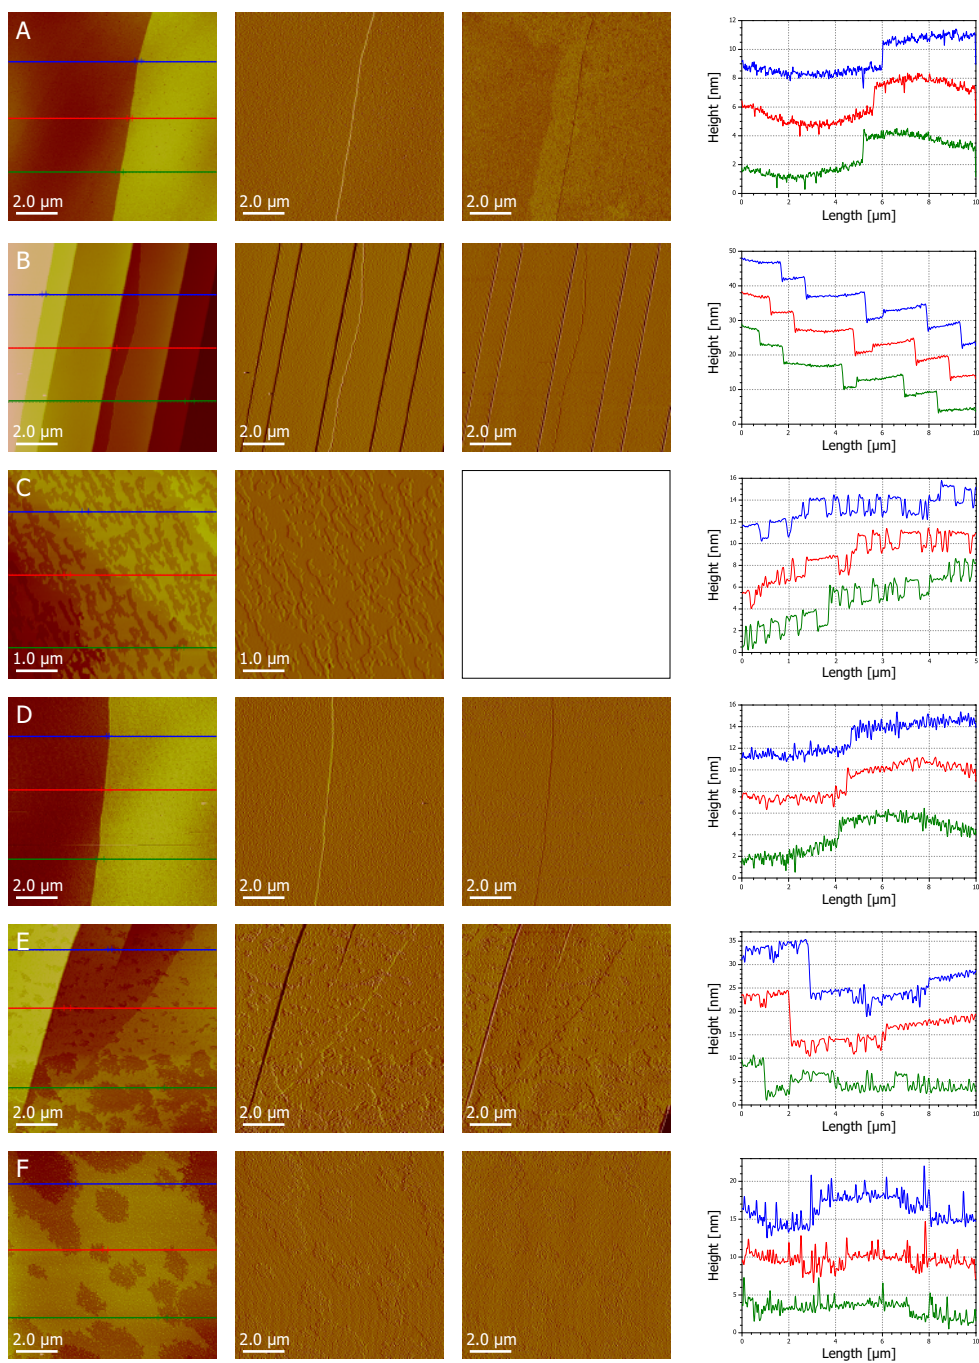 A
2.0 µm
2.0 µm
2.0 µm
Height [nm]
12
10
8
6
4
2
0
0 2 4 6 8 10
Length [µm]
B
2.0 µm
2.0 µm
2.0 µm
Height [nm]
50
40
30
20
10
0
0 2 4 6 8 10
Length [µm]
C
1.0 µm
1.0 µm
Height [nm]
16
14
12
10
8
6
4
2
0
0 1 2 3 4 5
Length [µm]
D
2.0 µm
2.0 µm
2.0 µm
Height [nm]
16
14
12
10
8
6
4
2
0
0 2 4 6 8 10
Length [µm]
E
2.0 µm
2.0 µm
2.0 µm
Height [nm]
35
30
25
20
15
10
5
0
0 2 4 6 8 10
Length [µm]
F
2.0 µm
2.0 µm
2.0 µm
Height [nm]
20
15
10
5
0
0 2 4 6 8 10
Length [µm]